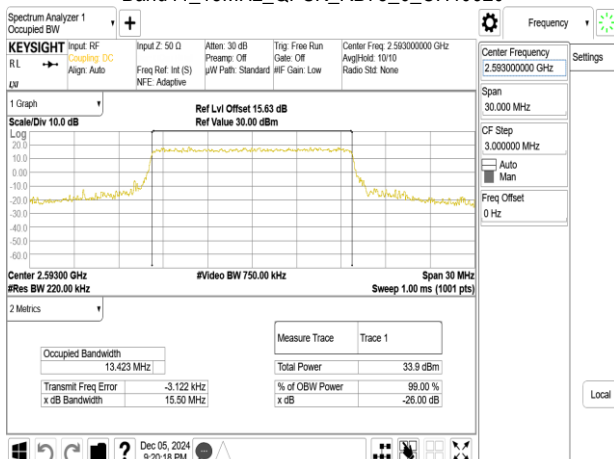 Spectrum Analyzer 1
Occupied BW
Frequency
KEYSIGHT
RL
LXI
Input: RF
Coupling: DC
Align: Auto
Input Z: 50 Ω
Freq Ref: Int (S)
NFE: Adaptive
Atten: 30 dB
Preamp: Off
µW Path: Standard
Trig: Free Run
Gate: Off
#IF Gain: Low
Center Freq: 2.593000000 GHz
Avg|Hold: 10/10
Radio Std: None
Center Frequency
2.593000000 GHz
Settings
Span
30.000 MHz
CF Step
3.000000 MHz
Auto
Man
Freq Offset
0 Hz
1 Graph
Scale/Div 10.0 dB
Ref Lvl Offset 15.63 dB
Ref Value 30.00 dBm
Log
20.0
10.0
0.00
-10.0
-20.0
-30.0
-40.0
-50.0
-60.0
Center 2.59300 GHz
#Res BW 220.00 kHz
#Video BW 750.00 kHz
Span 30 MHz
Sweep 1.00 ms (1001 pts)
2 Metrics
Measure Trace Trace 1
Occupied Bandwidth
13.423 MHz
Total Power 33.9 dBm
Transmit Freq Error -3.122 kHz
% of OBW Power 99.00 %
x dB Bandwidth 15.50 MHz
x dB -26.00 dB
Local
Dec 05, 2024
9:20:18 PM